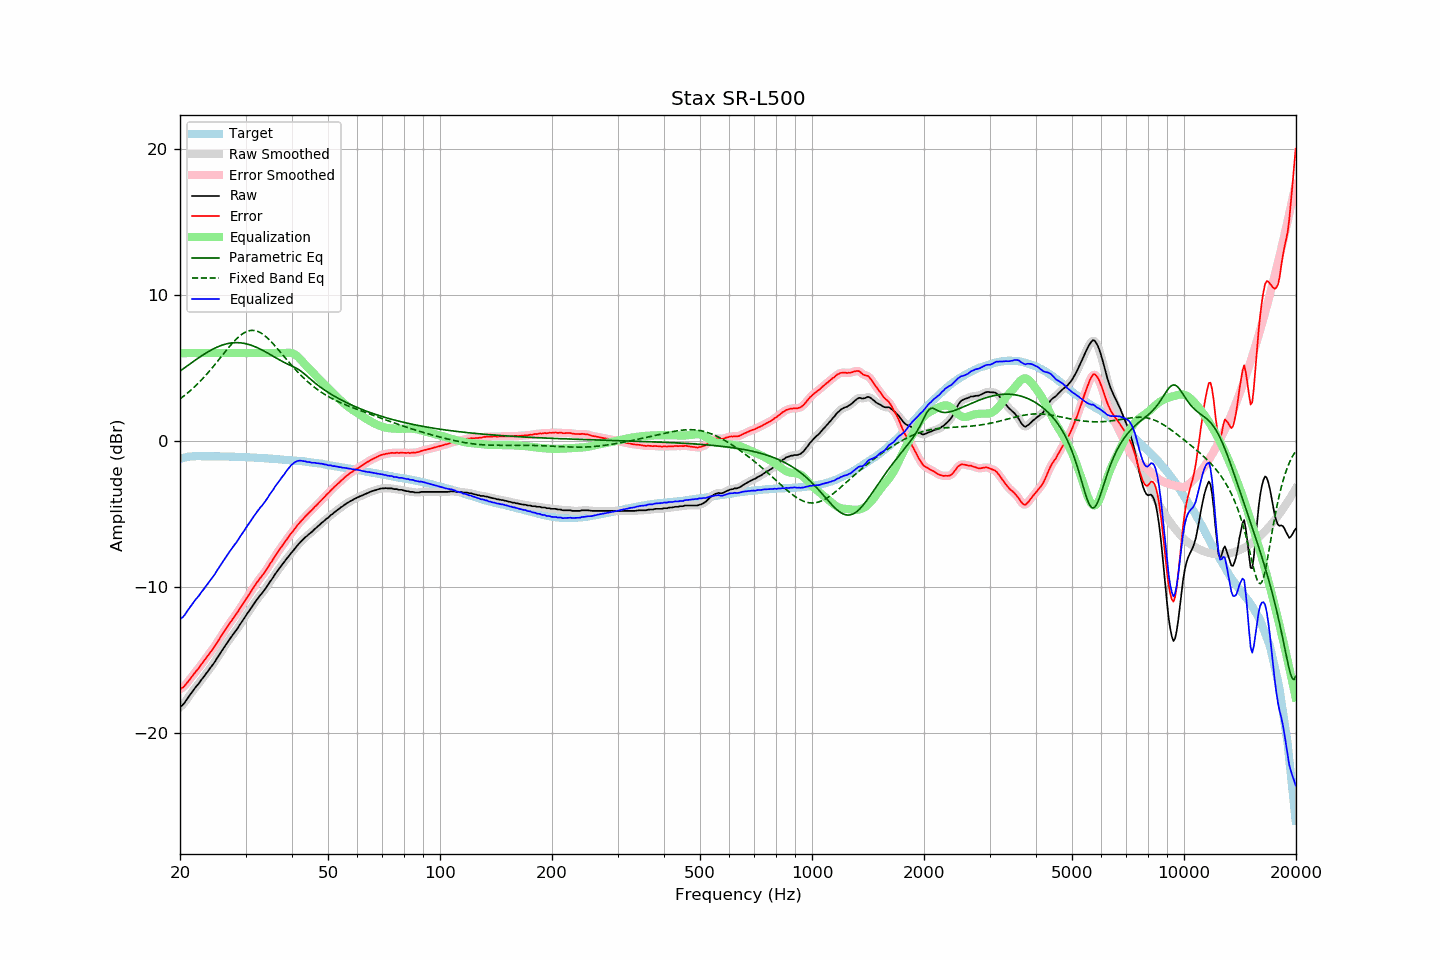 Stax SR-L500
Target
Raw Smoothed
Error Smoothed
Raw
Error
Equalization
Parametric Eq
Fixed Band Eq
Equalized
Amplitude (dBr)
20
10
0
−10
−20
20 50 100 200 500 1000 2000 5000 10000 20000
Frequency (Hz)